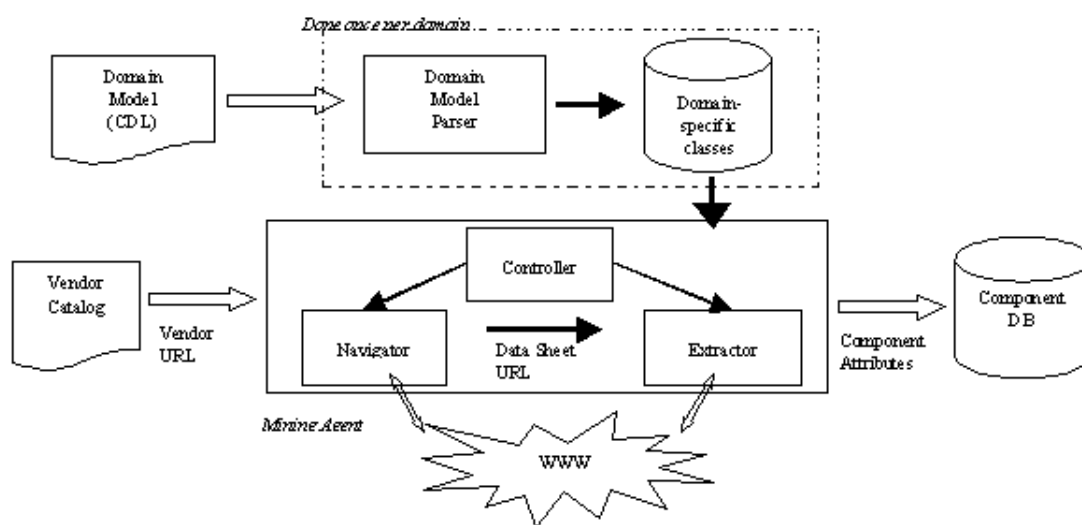 Done once per domain
Domain
Model
(CDL)
Domain
Model
Parser
Domain-
specific
classes
Vendor
Catalog
Vendor
URL
Controller
Navigator
Data Sheet
URL
Extractor
Component
Attributes
Component
DB
Mining Agent
WWW